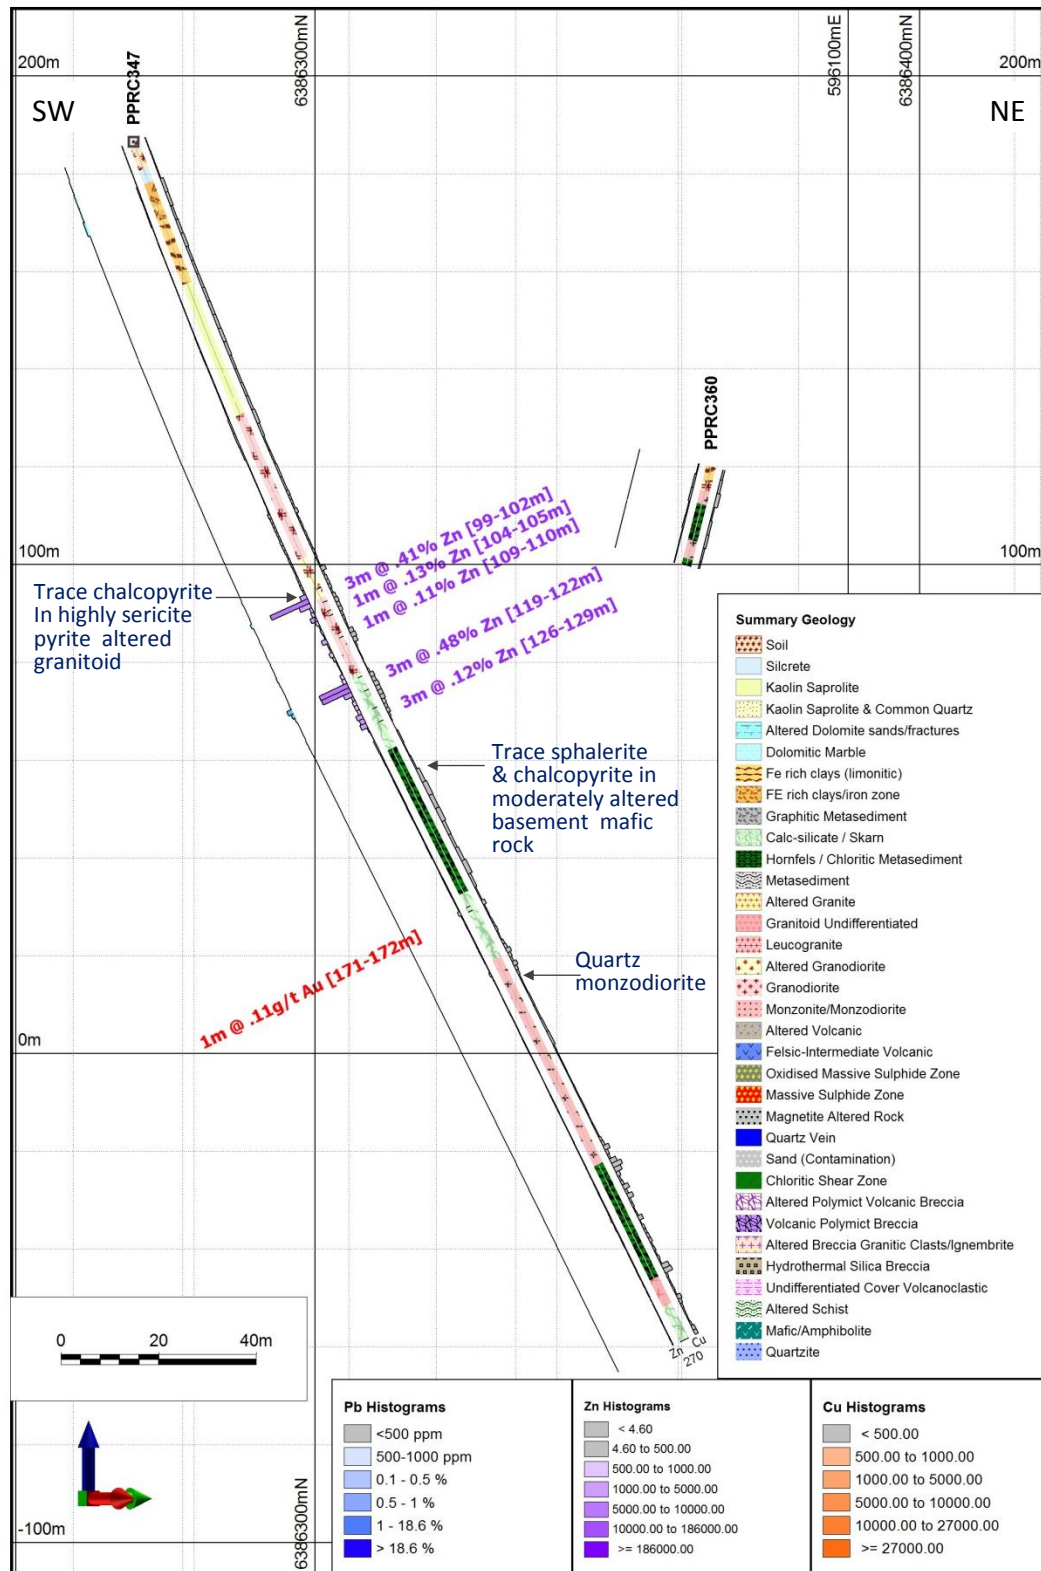 200m
PPRC347
6386300mN
596100mE
6386400mN
200m
SW
NE
PPRC360
100m
100m
3m @ .41% Zn [99-102m]
1m @ .13% Zn [104-105m]
1m @ .11% Zn [109-110m]
3m @ .48% Zn [119-122m]
3m @ .12% Zn [126-129m]
Trace chalcopyrite
In highly sericite
pyrite altered
granitoid
Trace sphalerite
& chalcopyrite in
moderately altered
basement mafic
rock
1m @ .11g/t Au [171-172m]
Quartz
monzodiorite
0m
Summary Geology
Soil
Silcrete
Kaolin Saprolite
Kaolin Saprolite & Common Quartz
Altered Dolomite sands/fractures
Dolomitic Marble
Fe rich clays (limonitic)
FE rich clays/iron zone
Graphitic Metasediment
Calc-silicate / Skarn
Hornfels / Chloritic Metasediment
Metasediment
Altered Granite
Granitoid Undifferentiated
Leucogranite
Altered Granodiorite
Granodiorite
Monzonite/Monzodiorite
Altered Volcanic
Felsic-Intermediate Volcanic
Oxidised Massive Sulphide Zone
Massive Sulphide Zone
Magnetite Altered Rock
Quartz Vein
Sand (Contamination)
Chloritic Shear Zone
Altered Polymict Volcanic Breccia
Volcanic Polymict Breccia
Altered Breccia Granitic Clasts/Ignembrite
Hydrothermal Silica Breccia
Undifferentiated Cover Volcanoclastic
Altered Schist
Mafic/Amphibolite
Quartzite
Zn
270
0 20 40m
-100m
6386300mN
Pb Histograms
<500 ppm
500-1000 ppm
0.1 - 0.5 %
0.5 - 1 %
1 - 18.6 %
> 18.6 %
Zn Histograms
< 4.60
4.60 to 500.00
500.00 to 1000.00
1000.00 to 5000.00
5000.00 to 10000.00
10000.00 to 186000.00
>= 186000.00
Cu Histograms
< 500.00
500.00 to 1000.00
1000.00 to 5000.00
5000.00 to 10000.00
10000.00 to 27000.00
>= 27000.00